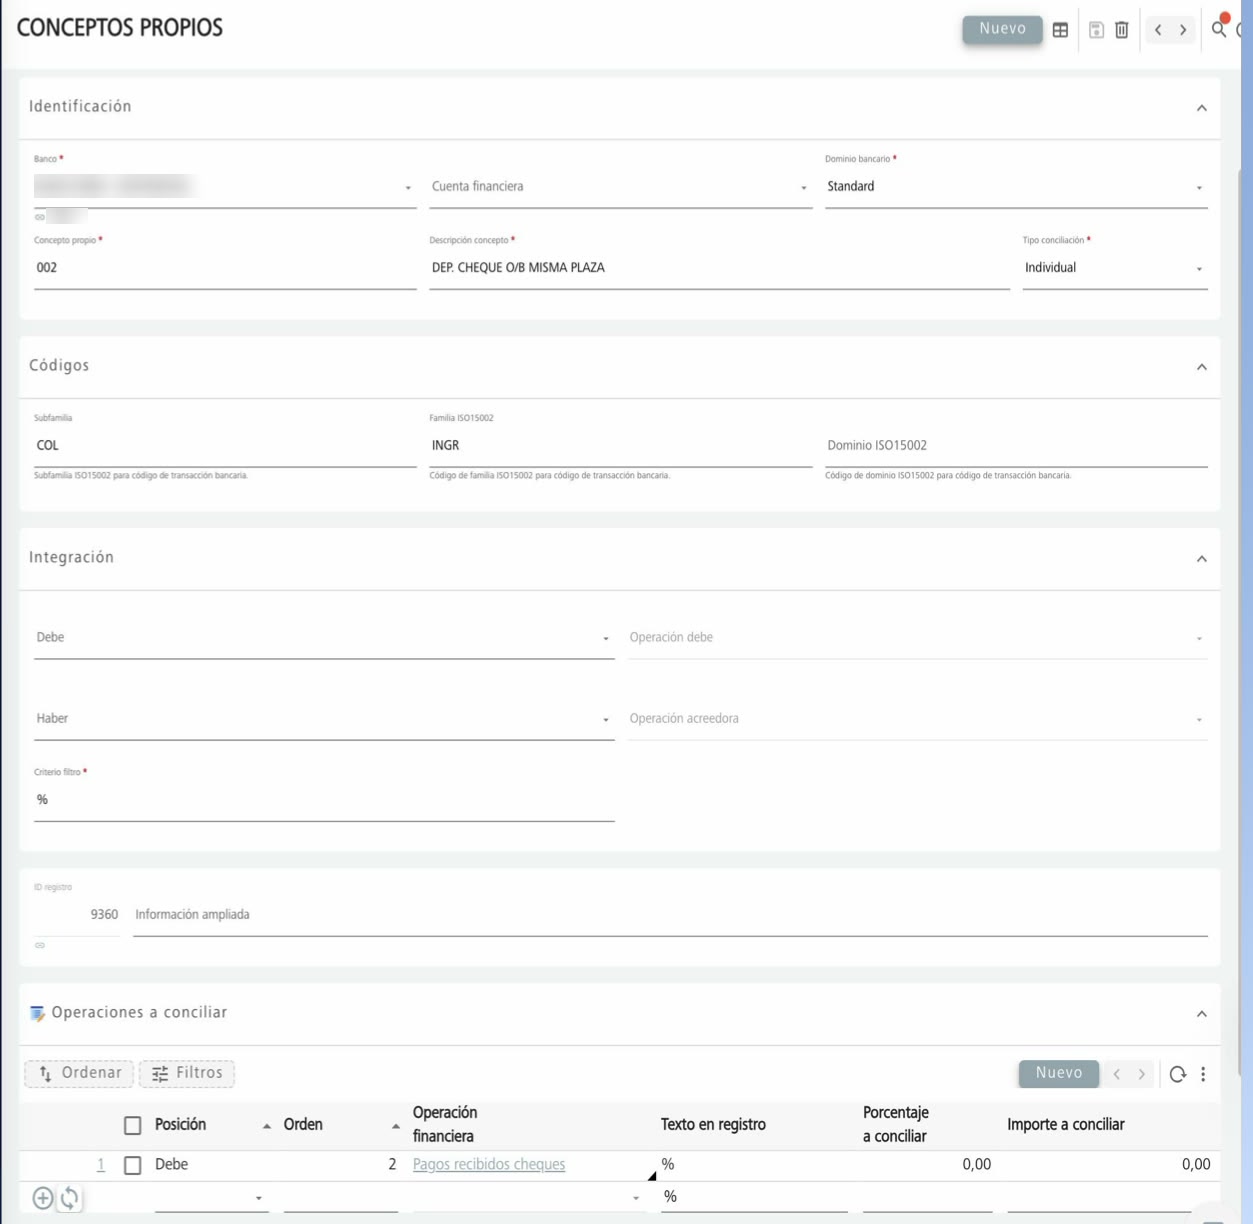 CONCEPTOS PROPIOS
Nuevo
Identificación
Banco *
Dominio bancario *
Cuenta financiera
Standard
Concepto propio *
Descripción concepto *
Tipo conciliación *
002
DEP. CHEQUE O/B MISMA PLAZA
Individual
Códigos
Subfamilia
Familia ISO15002
COL
INGR
Dominio ISO15002
Subfamilia ISO15002 para código de transacción bancaria.
Código de familia ISO15002 para código de transacción bancaria.
Código de dominio ISO15002 para código de transacción bancaria.
Integración
Debe
Operación debe
Haber
Operación acreedora
Criterio filtro *
%
ID registro
9360
Información ampliada
Operaciones a conciliar
Ordenar
Filtros
Nuevo
Posición
Orden
Operación financiera
Texto en registro
Porcentaje a conciliar
Importe a conciliar
1
Debe
2
Pagos recibidos cheques
%
0,00
0,00
%